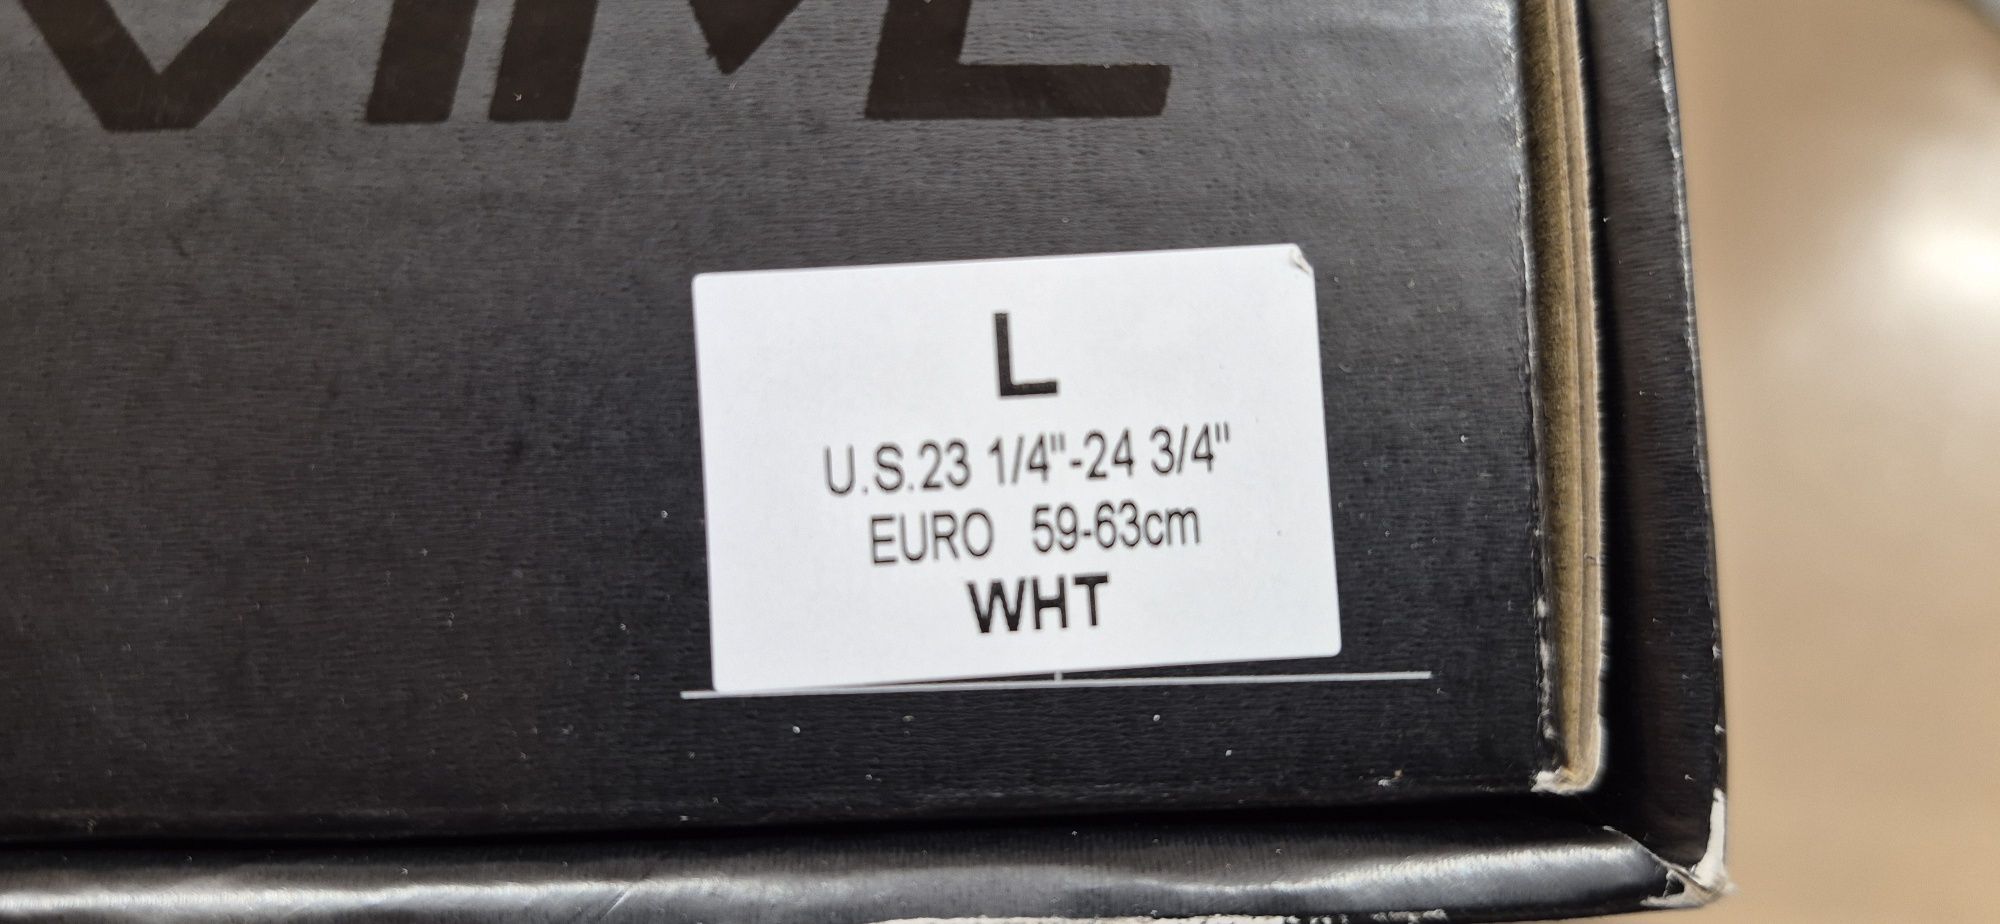 L
U.S.23 1/4"-24 3/4"
EURO 59-63cm
WHT